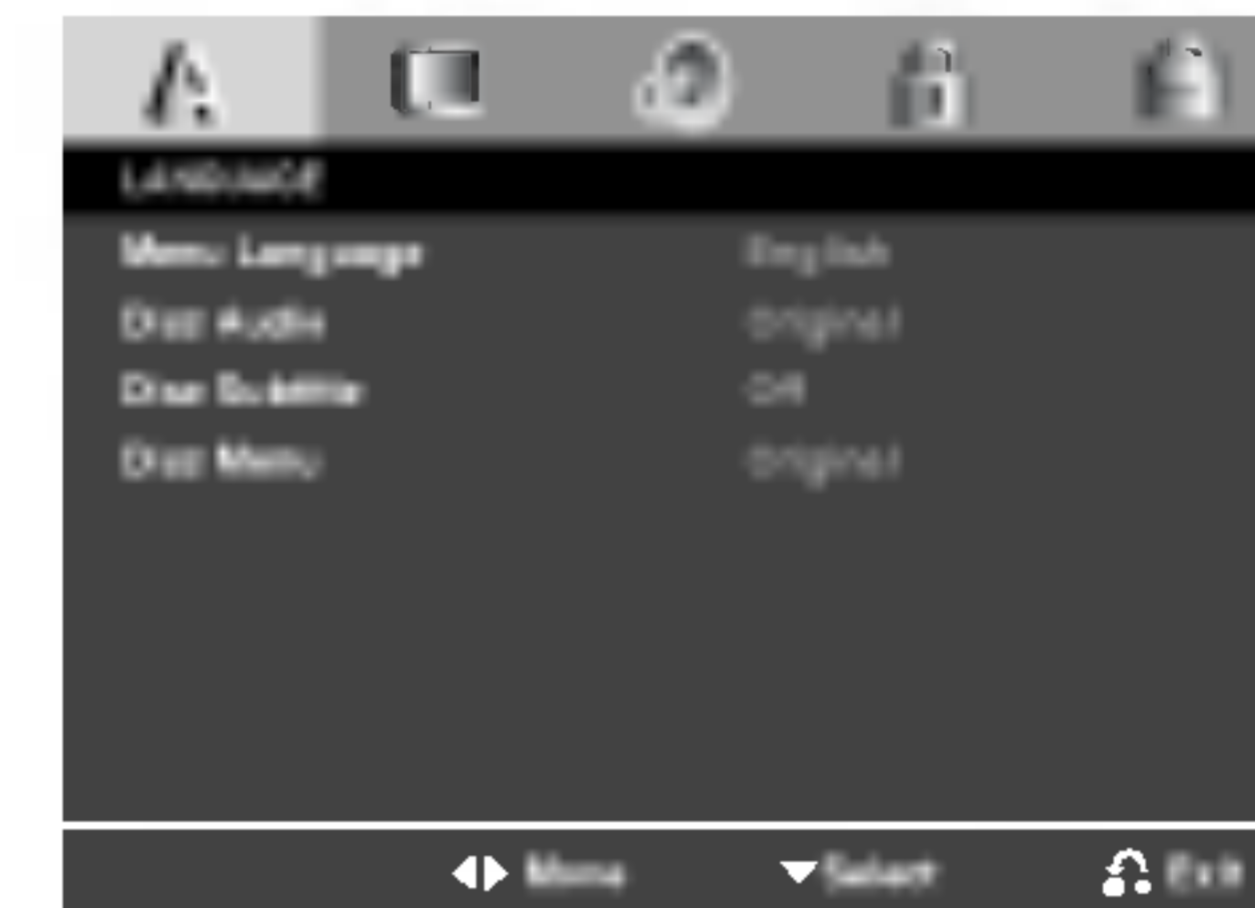 LANGUAGE
Menu Language English
Disc Audio Original
Disc Subtitle Off
Disc Menu Original
Move Select Exit